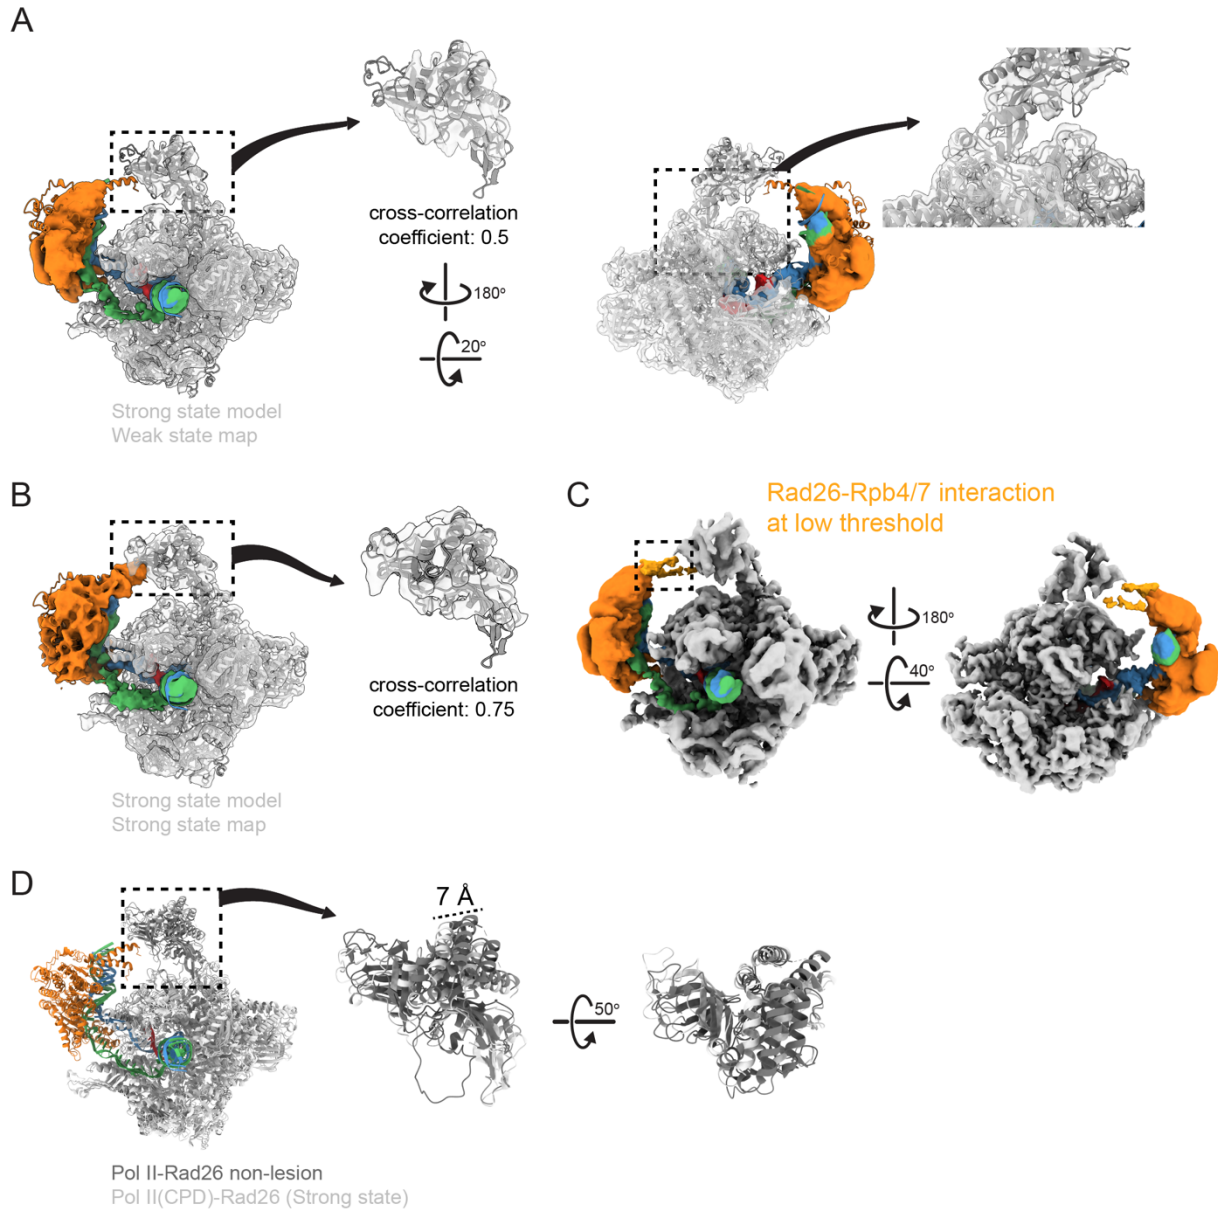 A
cross-correlation
coefficient: 0.5
180°
20°
Strong state model
Weak state map
B
cross-correlation
coefficient: 0.75
Strong state model
Strong state map
C
Rad26-Rpb4/7 interaction
at low threshold
180°
40°
D
7 Å
50°
Pol II-Rad26 non-lesion
Pol II(CPD)-Rad26 (Strong state)